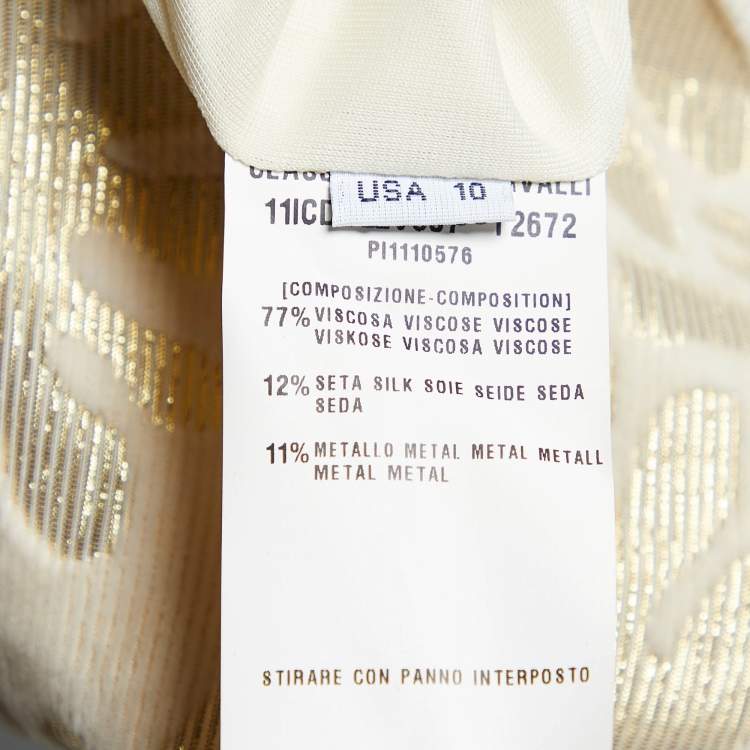 USA 10
11ICD 12672
PI1110576
[COMPOSIZIONE-COMPOSITION]
77% VISCOSA VISCOSE VISCOSE
VISKOSE VISCOSA VISCOSE
12% SETA SILK SOIE SEIDE SEDA
SEDA
11% METALLO METAL METAL METALL
METAL METAL
STIRARE CON PANNO INTERPOSTO